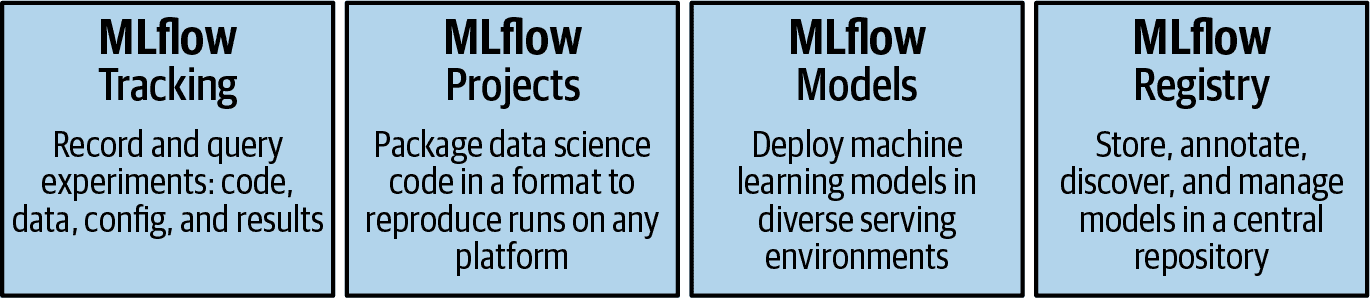 MLflow
Tracking
Record and query
experiments: code,
data, config, and results
MLflow
Projects
Package data science
code in a format to
reproduce runs on any
platform
MLflow
Models
Deploy machine
learning models in
diverse serving
environments
MLflow
Registry
Store, annotate,
discover, and manage
models in a central
repository